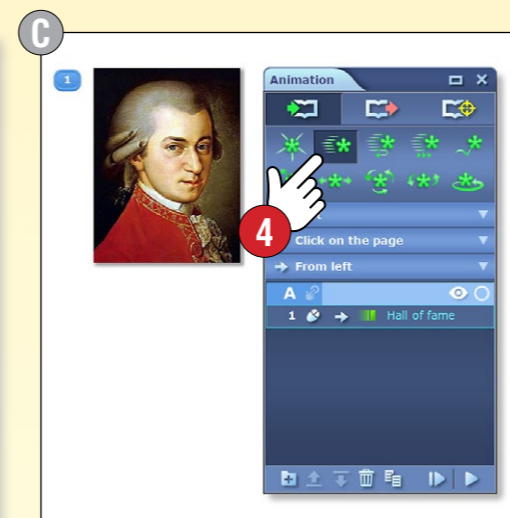 C
1
Animation
4
Click on the page
From left
A
1 Hall of fame